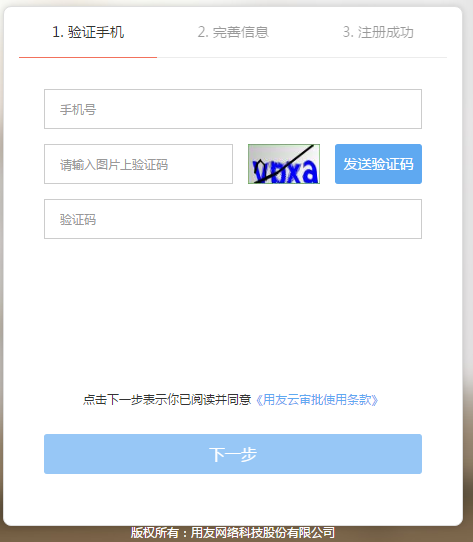 1. 验证手机 2. 完善信息 3. 注册成功
手机号
请输入图片上验证码 vpxa 发送验证码
验证码
点击下一步表示你已阅读并同意《用友云审批使用条款》
下一步
版权所有：用友网络科技股份有限公司